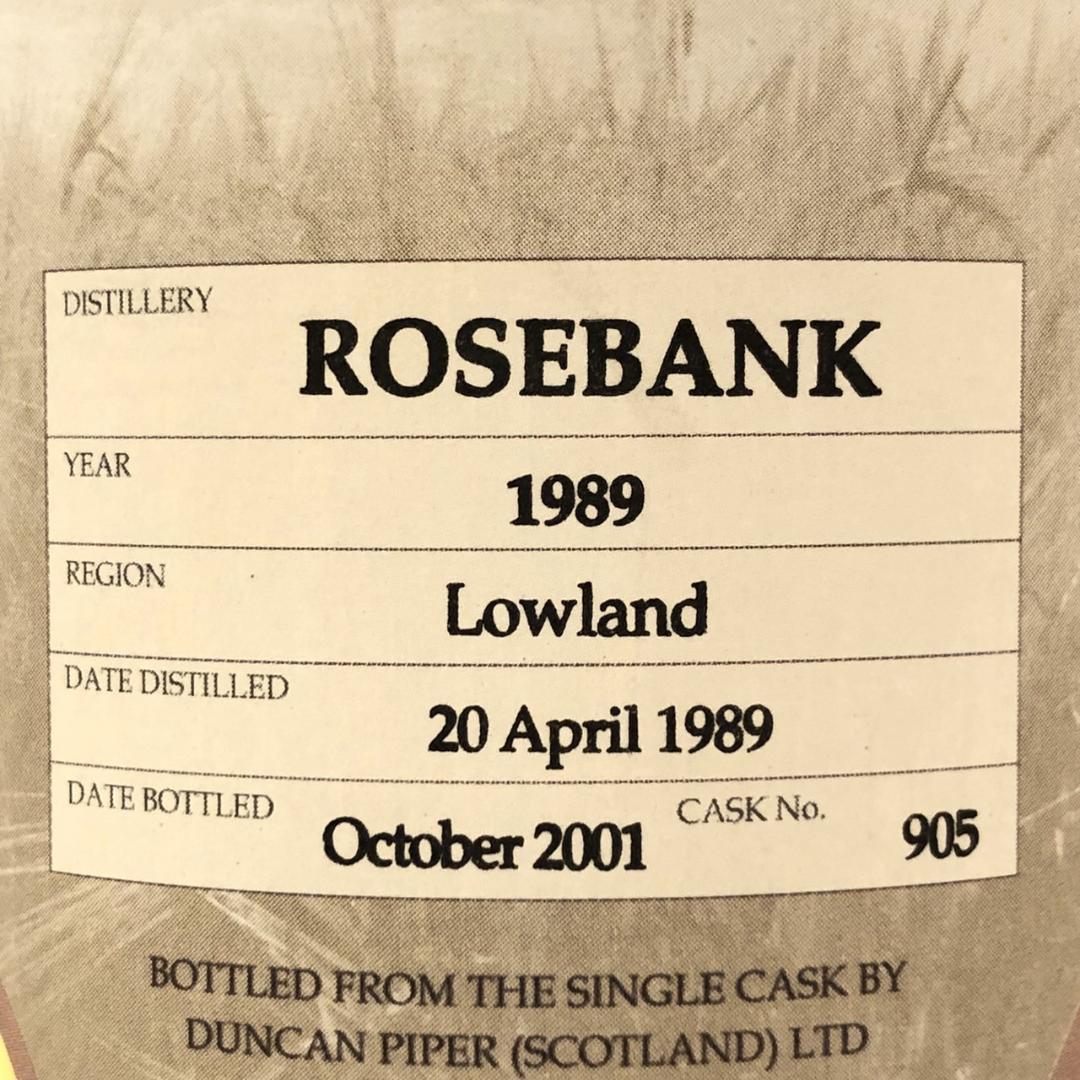 DISTILLERY
ROSEBANK
YEAR
1989
REGION
Lowland
DATE DISTILLED
20 April 1989
DATE BOTTLED
October 2001
CASK No.
905
BOTTLED FROM THE SINGLE CASK BY
DUNCAN PIPER (SCOTLAND) LTD